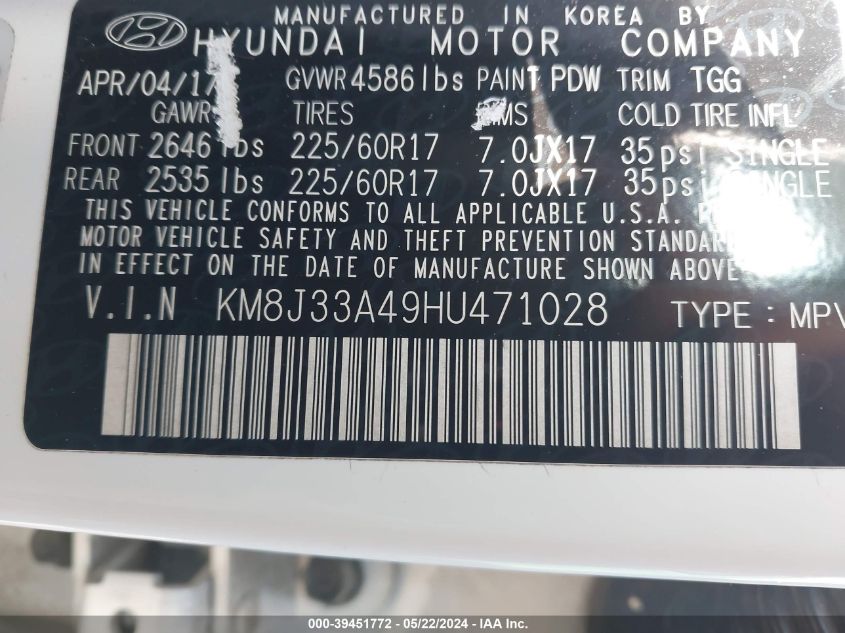 MANUFACTURED IN KOREA BY
HYUNDAI MOTOR COMPANY
APR/04/17 GVWR 4586 lbs PAINT PDW TRIM TGG
GAWR TIRES COLD TIRE INFL
FRONT 2646 lbs 225/60R17 7.0JX17 35psi SINGLE
REAR 2535 lbs 225/60R17 7.0JX17 35psi SINGLE
THIS VEHICLE CONFORMS TO ALL APPLICABLE U.S.A.
MOTOR VEHICLE SAFETY AND THEFT PREVENTION STANDARD
IN EFFECT ON THE DATE OF MANUFACTURE SHOWN ABOVE.
V.I.N KM8J33A49HU471028 TYPE : MPV
000-39451772 - 05/22/2024 - IAA Inc.